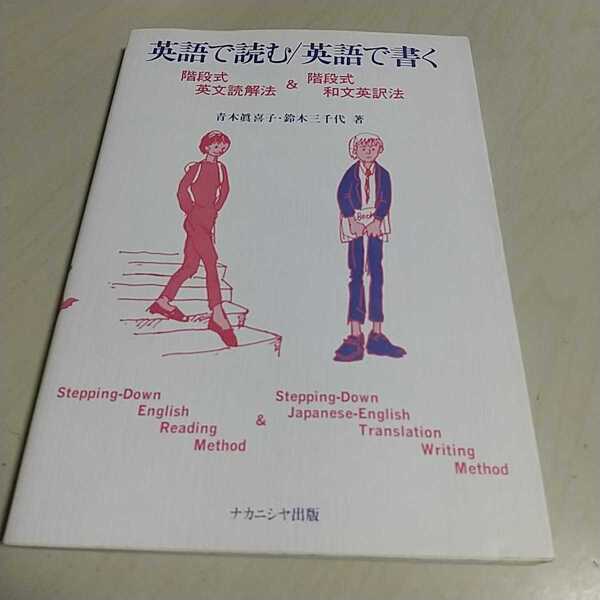 英語で読む/英語で書く
階段式 & 階段式
英文読解法 和文英訳法
青木眞喜子・鈴木三千代 著
Book
Stepping-Down
English
Reading
Method
&
Stepping-Down
Japanese-English
Translation
Writing
Method
ナカニシヤ出版